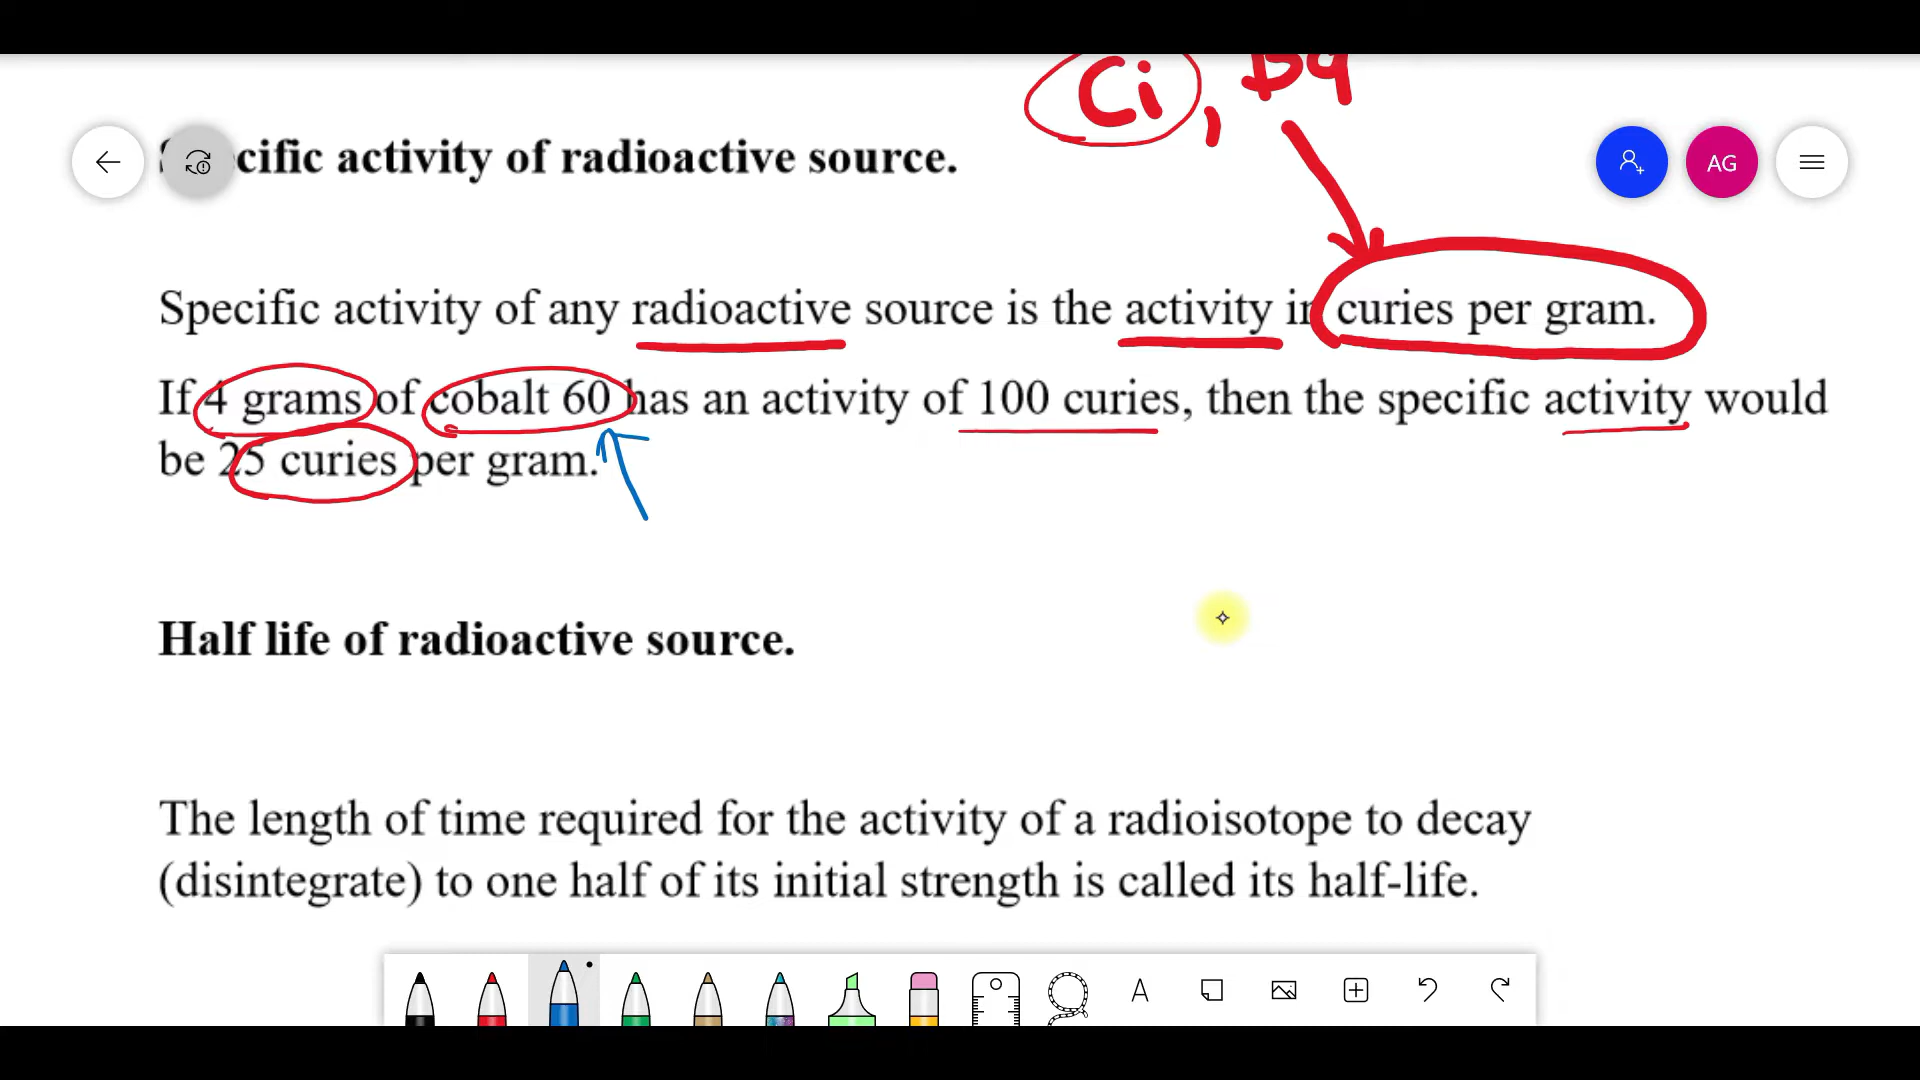 Ci, Bq
Specific activity of radioactive source.
AG
Specific activity of any radioactive source is the activity in curies per gram.
If 4 grams of cobalt 60 has an activity of 100 curies, then the specific activity would
be 25 curies per gram.
Half life of radioactive source.
The length of time required for the activity of a radioisotope to decay
(disintegrate) to one half of its initial strength is called its half-life.
A